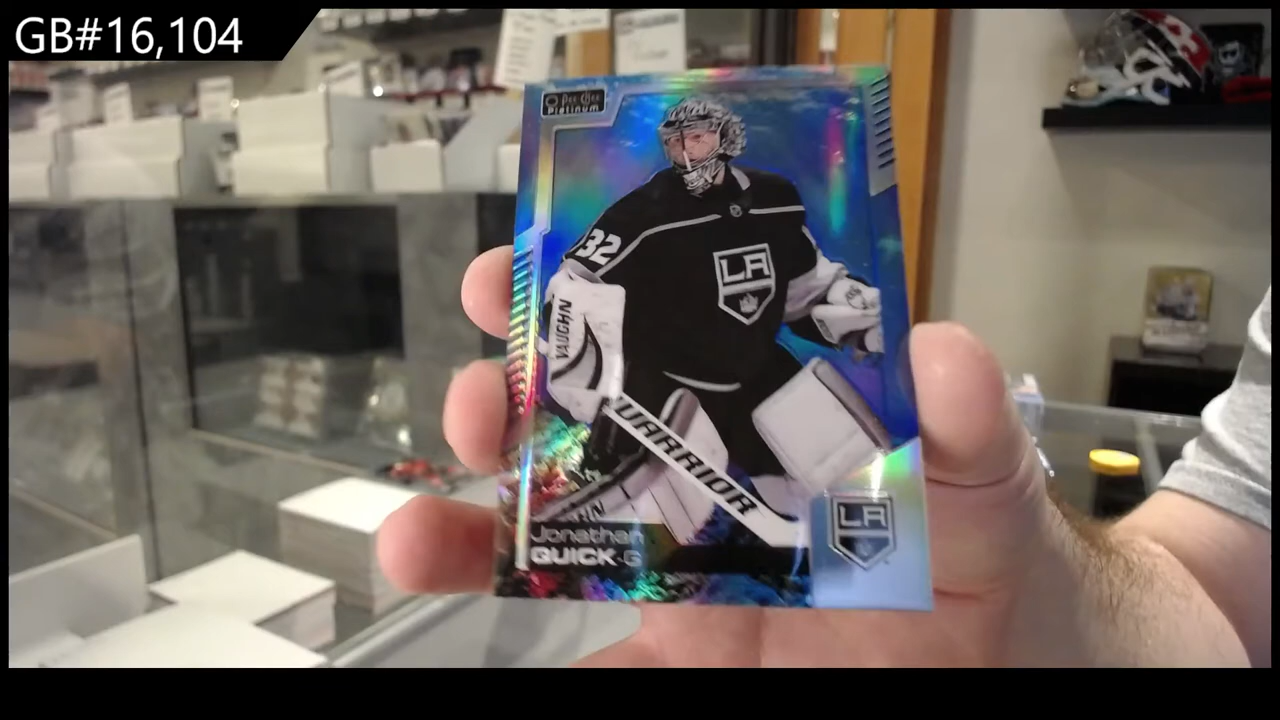 GB#16,104
O Pee Chee
Platinum
32
LA
VAUGHN
WARRIOR
Jonathan
QUICK-G
LA